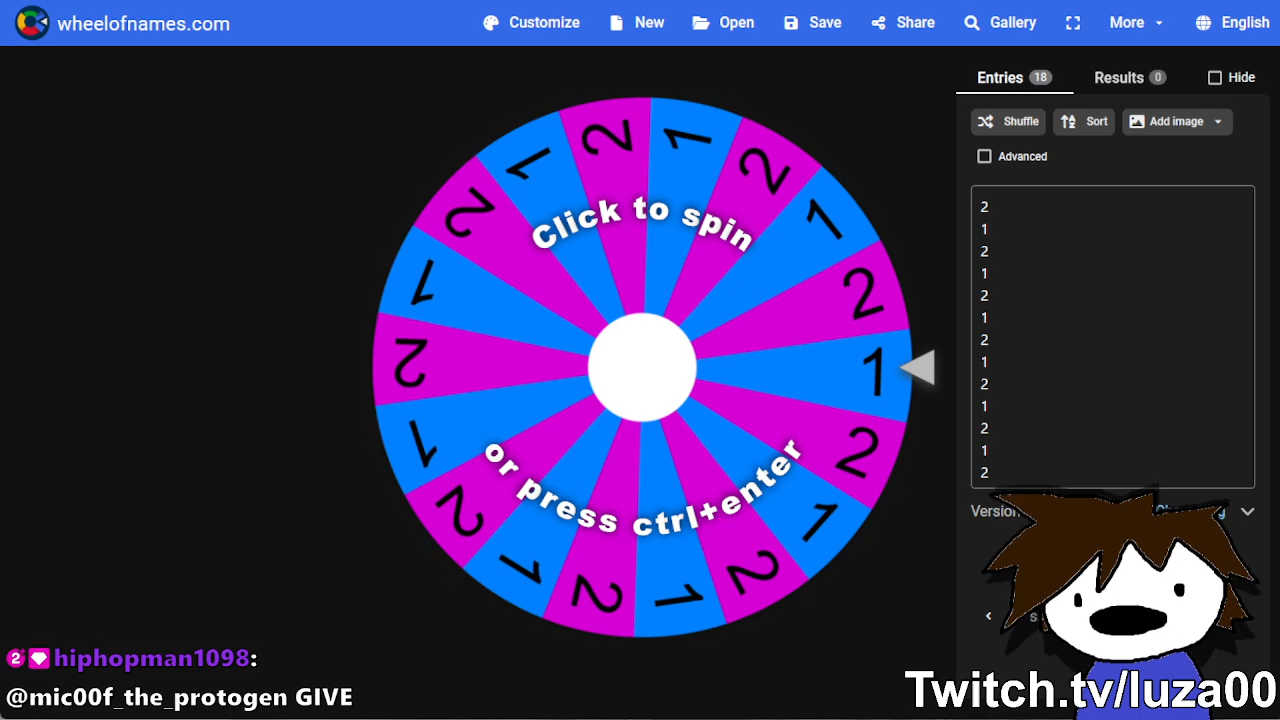 wheelofnames.com
Customize New Open Save Share Gallery More English
Entries 18 Results 0 Hide
Shuffle Sort Add image
Advanced
2
1
2
1
2
1
2
1
2
1
2
1
2
Version
2 1 2 1 2 1 2 1 2 1 2 1 2 1 2 1 2 1
Click to spin
or press ctrl+enter
2 hiphopman1098:
@mic00f_the_protogen GIVE
Twitch.tv/luza00